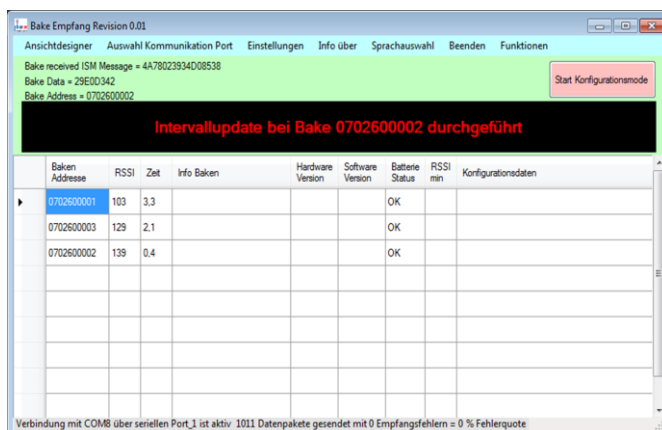 Bake Empfang Revision 0.01
Ansichtdesigner Auswahl Kommunikation Port Einstellungen Info über Sprachauswahl Beenden Funktionen
Bake received ISM Message = 4A78023934D08538
Bake Data = 29E0D342
Bake Address = 0702600002
Start Konfigurationsmode
Intervallupdate bei Bake 0702600002 durchgeführt
Baken Addresse RSSI Zeit Info Baken Hardware Version Software Version Batterie Status RSSI min Konfigurationsdaten
0702600001 103 3,3 OK
0702600003 129 2,1 OK
0702600002 139 0,4 OK
Verbindung mit COM8 über seriellen Port_1 ist aktiv 1011 Datenpakete gesendet mit 0 Empfangsfehlern = 0 % Fehlerquote